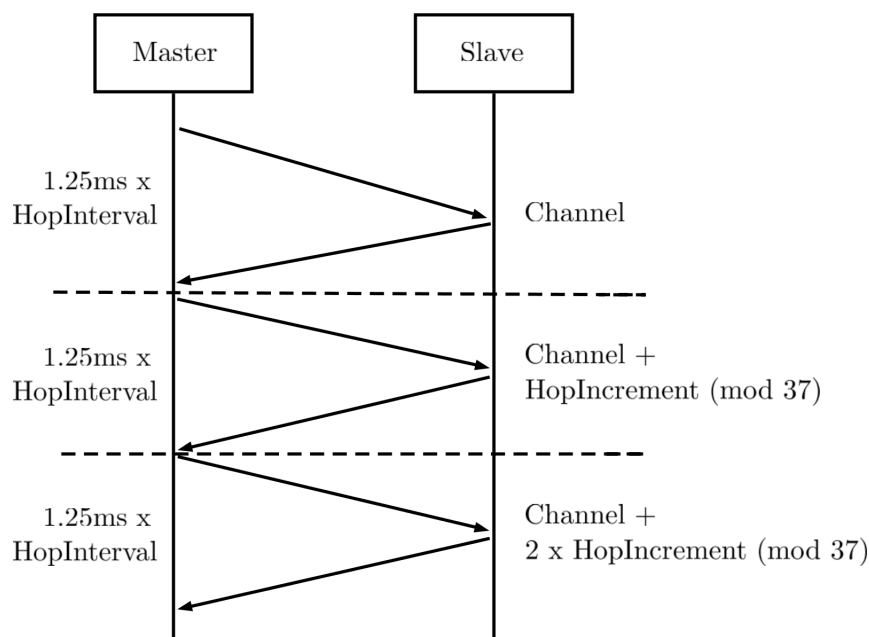 Master
Slave
1.25ms x
HopInterval
Channel
1.25ms x
HopInterval
Channel +
HopIncrement (mod 37)
1.25ms x
HopInterval
Channel +
2 x HopIncrement (mod 37)